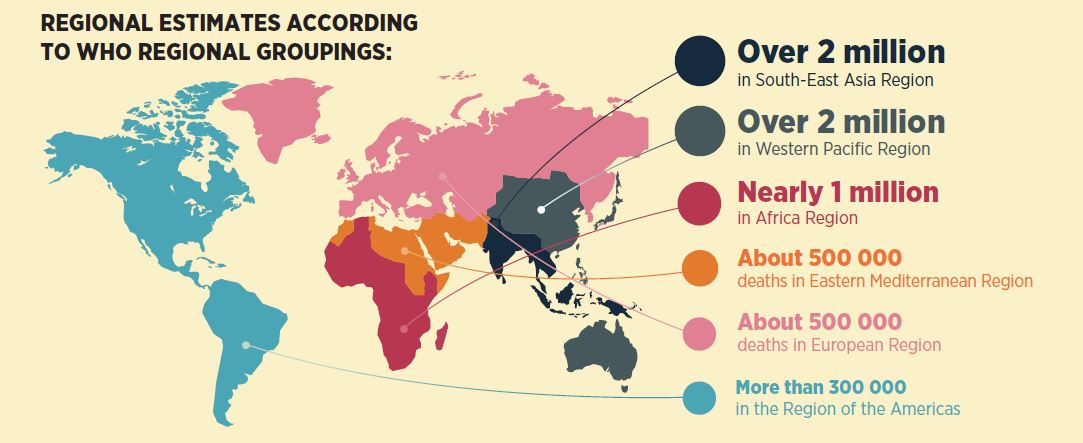 REGIONAL ESTIMATES ACCORDING
TO WHO REGIONAL GROUPINGS:
Over 2 million
in South-East Asia Region
Over 2 million
in Western Pacific Region
Nearly 1 million
in Africa Region
About 500 000
deaths in Eastern Mediterranean Region
About 500 000
deaths in European Region
More than 300 000
in the Region of the Americas